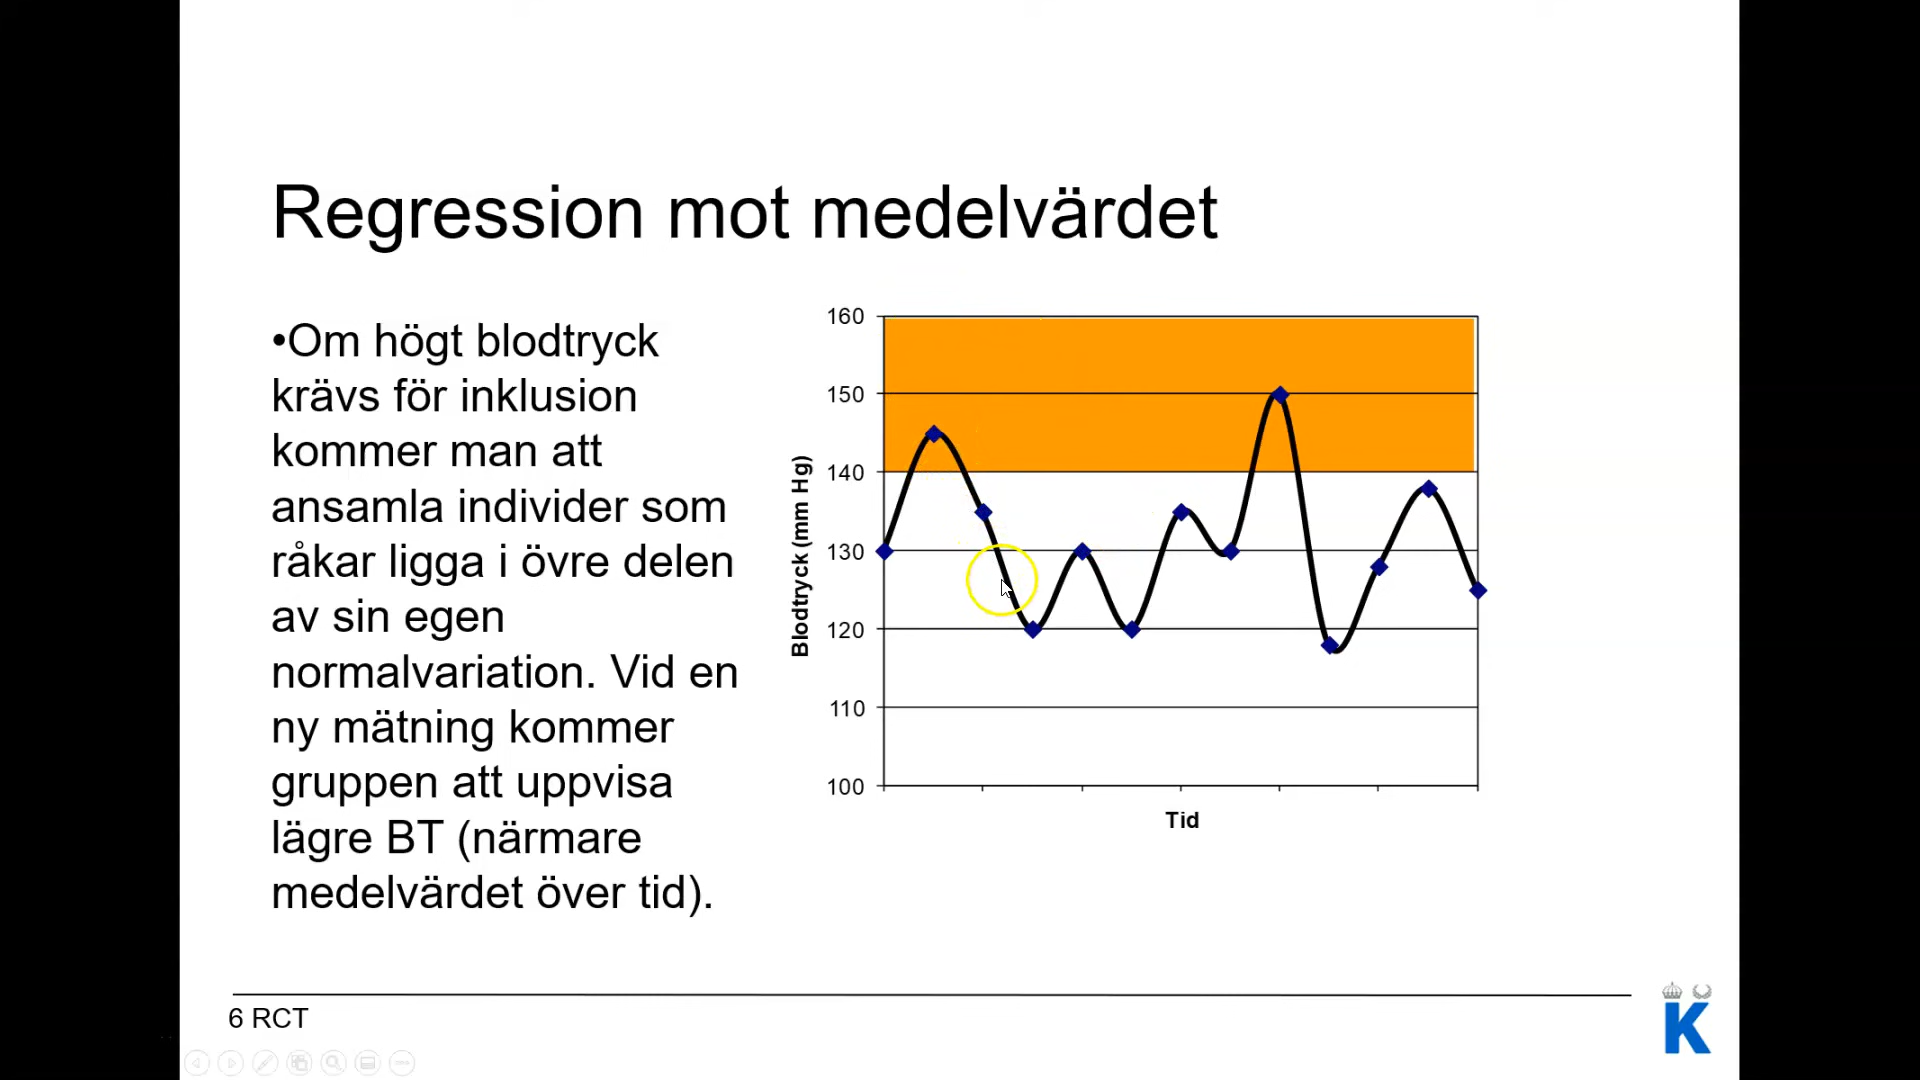 Regression mot medelvärdet
•Om högt blodtryck
krävs för inklusion
kommer man att
ansamla individer som
råkar ligga i övre delen
av sin egen
normalvariation. Vid en
ny mätning kommer
gruppen att uppvisa
lägre BT (närmare
medelvärdet över tid).
160
150
140
130
120
110
100
Blodtryck (mm Hg)
Tid
6 RCT
K